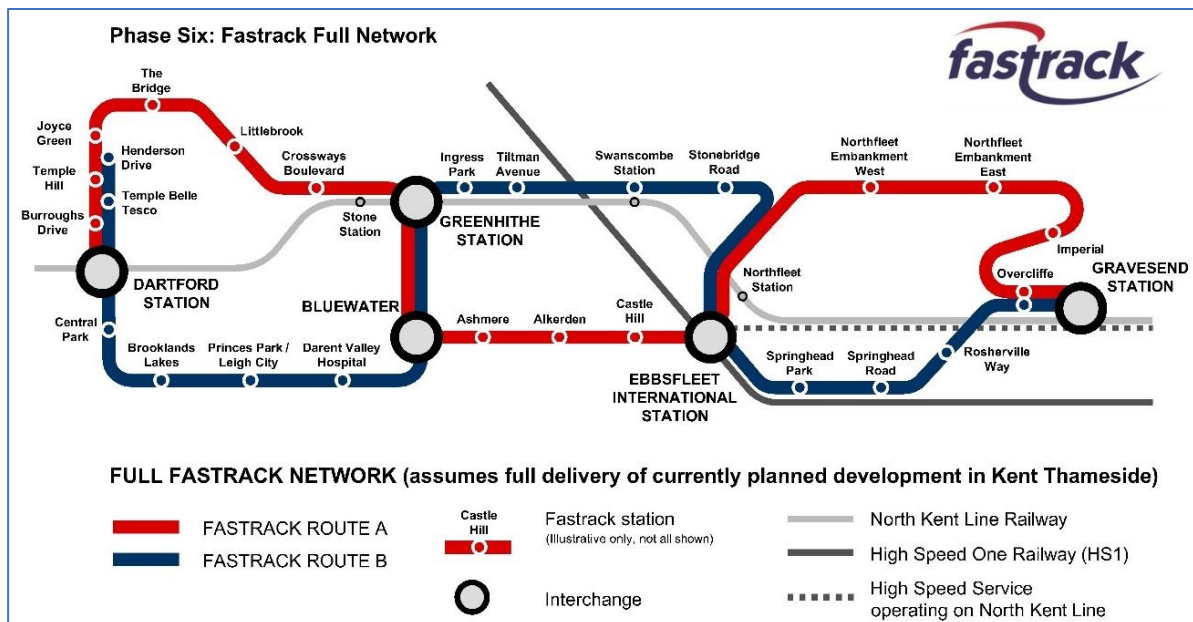 Phase Six: Fastrack Full Network
fastrack
The
Bridge
Joyce
Green
Henderson
Drive
Littlebrook
Crossways
Boulevard
Ingress
Park
Tiltman
Avenue
Swanscombe
Station
Stonebridge
Road
Northfleet
Embankment
West
Northfleet
Embankment
East
Temple
Hill
Temple Belle
Tesco
Burroughs
Drive
Stone
Station
GREENHITHE
STATION
Imperial
DARTFORD
STATION
BLUEWATER
Northfleet
Station
Overcliffe
GRAVESEND
STATION
Central
Park
Brooklands
Lakes
Princes Park /
Leigh City
Darent Valley
Hospital
Ashmere
Alkerden
Castle
Hill
EBBSFLEET
INTERNATIONAL
STATION
Springhead
Park
Springhead
Road
Rosherville
Way
FULL FASTRACK NETWORK (assumes full delivery of currently planned development in Kent Thameside)
FASTRACK ROUTE A
FASTRACK ROUTE B
Castle
Hill
Fastrack station
(Illustrative only, not all shown)
Interchange
North Kent Line Railway
High Speed One Railway (HS1)
High Speed Service
operating on North Kent Line